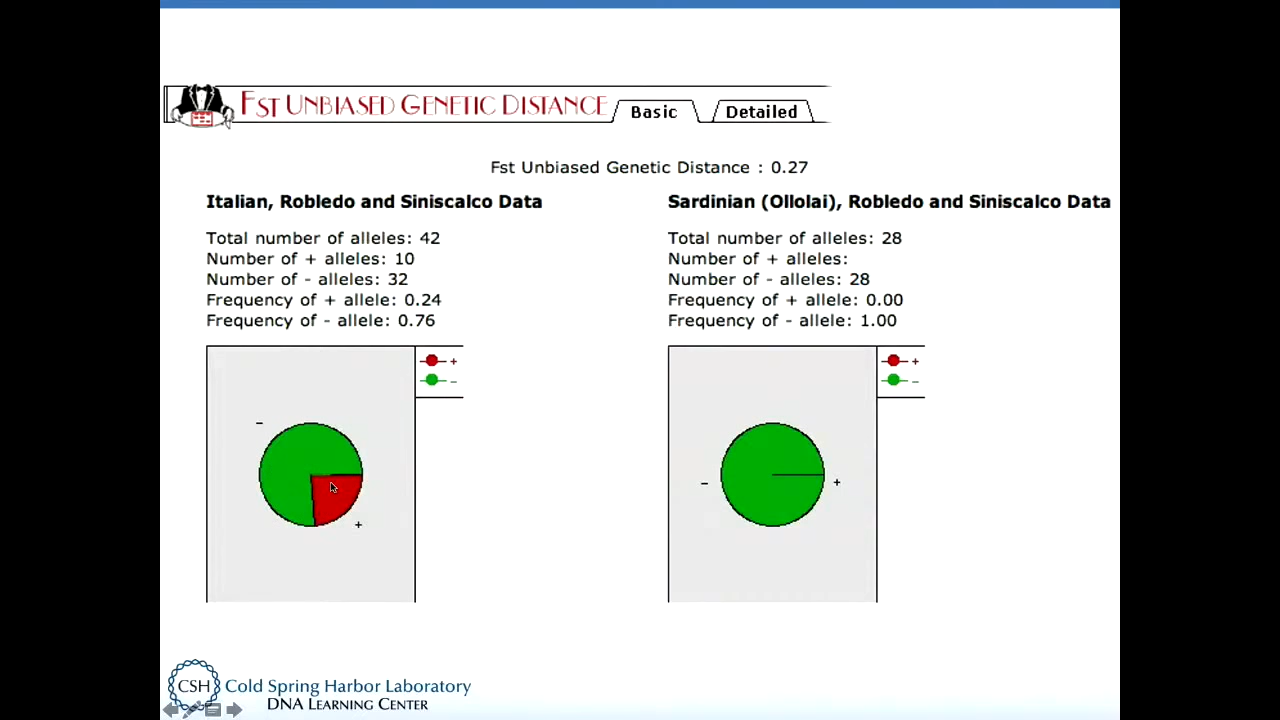 FST UNBIASED GENETIC DISTANCE
Basic
Detailed
Fst Unbiased Genetic Distance : 0.27
Italian, Robledo and Siniscalco Data
Total number of alleles: 42
Number of + alleles: 10
Number of - alleles: 32
Frequency of + allele: 0.24
Frequency of - allele: 0.76
+
-
-
+
Sardinian (Ollolai), Robledo and Siniscalco Data
Total number of alleles: 28
Number of + alleles:
Number of - alleles: 28
Frequency of + allele: 0.00
Frequency of - allele: 1.00
+
-
-
+
CSH
Cold Spring Harbor Laboratory
DNA LEARNING CENTER